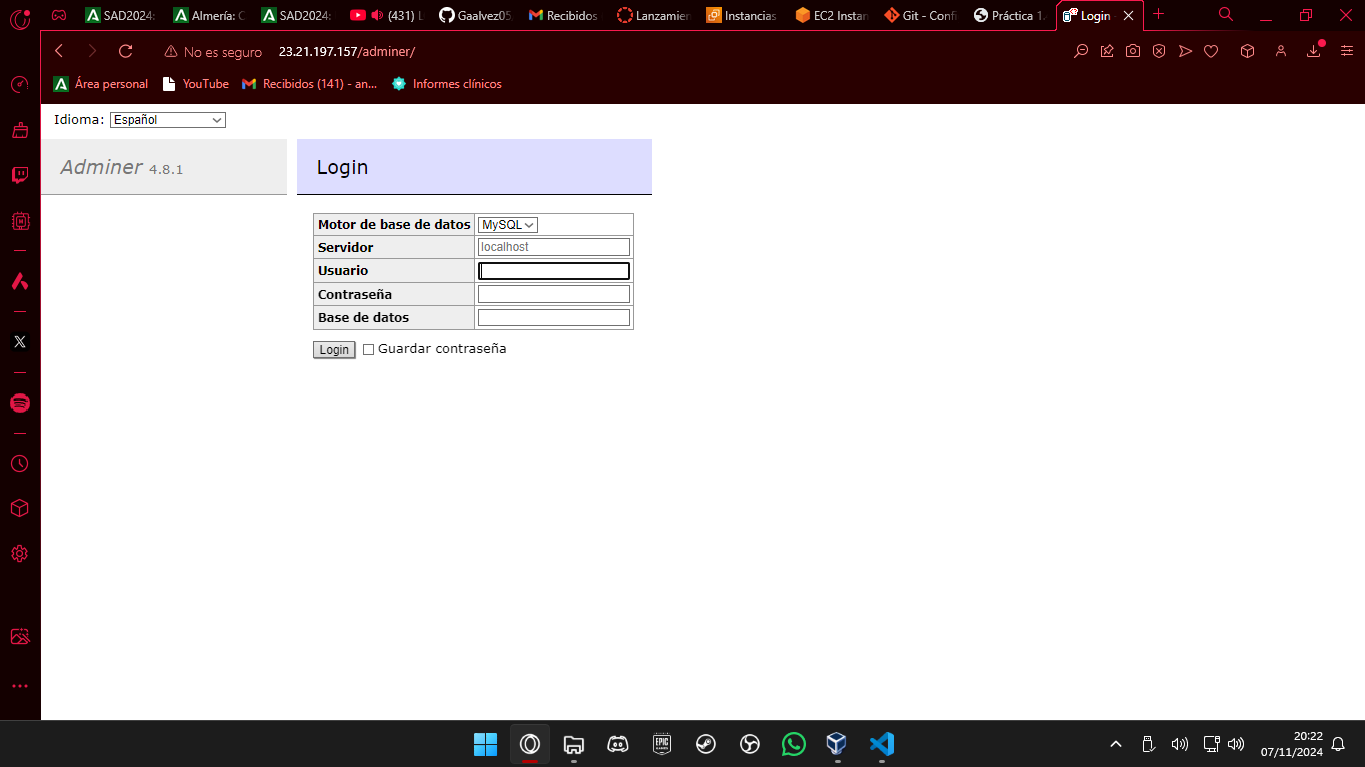 SAD2024:
Almería: C
SAD2024:
(431) L
Gaalvez05
Recibidos
Lanzamien
Instancias
EC2 Instan
Git - Confi
Práctica 1.
Login
No es seguro 23.21.197.157/adminer/
Área personal
YouTube
Recibidos (141) - an...
Informes clínicos
Idioma: Español
Adminer 4.8.1
Login
Motor de base de datos MySQL
Servidor localhost
Usuario
Contraseña
Base de datos
Login Guardar contraseña
EPIC GAMES
20:22
07/11/2024